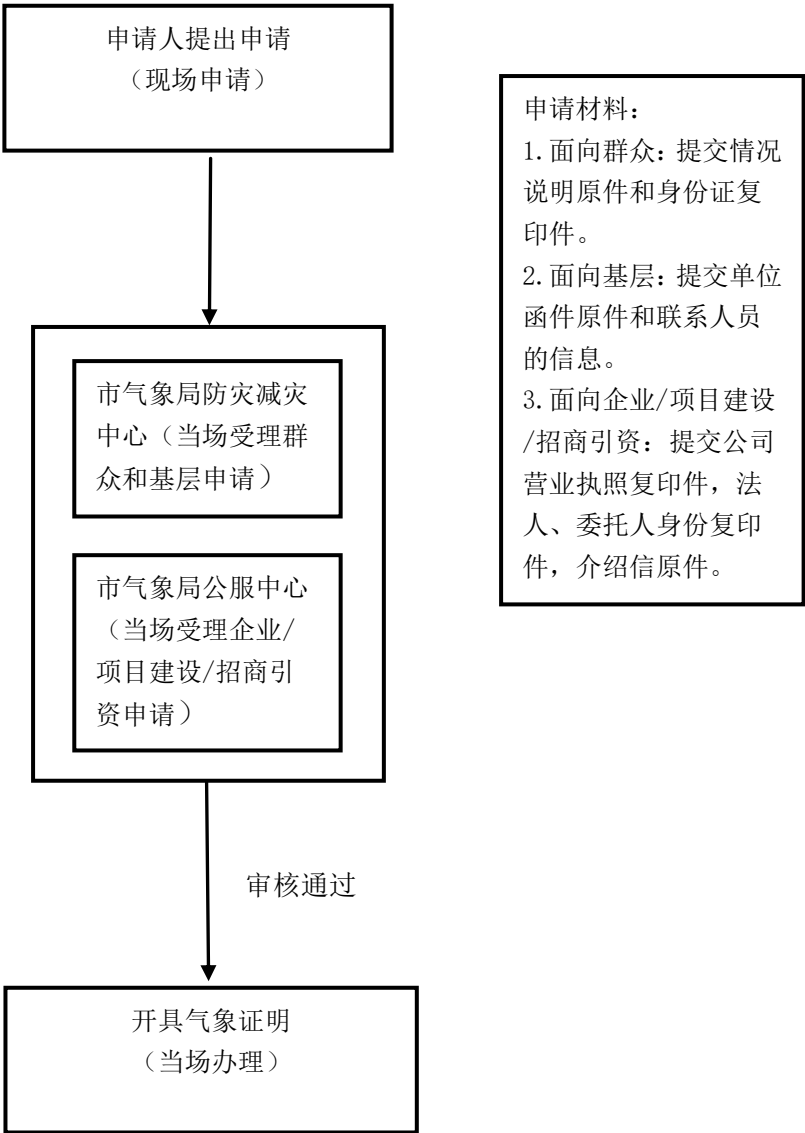 申请人提出申请
（现场申请）
申请材料：
1.面向群众：提交情况
说明原件和身份证复
印件。
2.面向基层：提交单位
函件原件和联系人员
的信息。
3.面向企业/项目建设
/招商引资：提交公司
营业执照复印件，法
人、委托人身份复印
件，介绍信原件。
市气象局防灾减灾
中心（当场受理群
众和基层申请）
市气象局公服中心
（当场受理企业/
项目建设/招商引
资申请）
审核通过
开具气象证明
（当场办理）